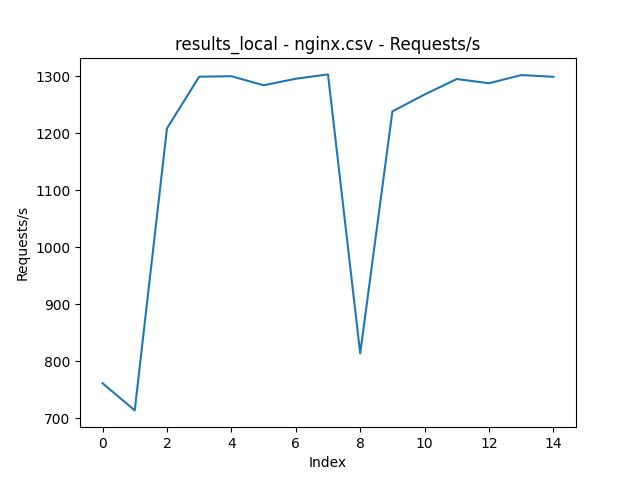 results_local - nginx.csv - Requests/s
1300
1200
1100
1000
900
800
700
Requests/s
0 2 4 6 8 10 12 14
Index